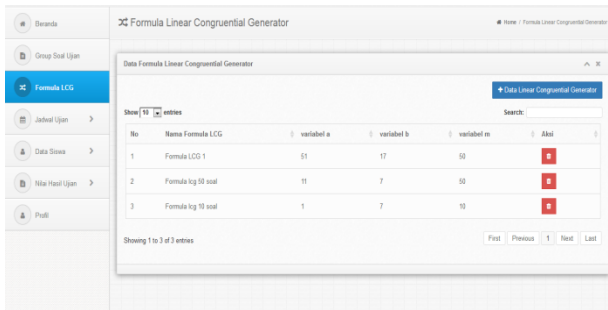 Beranda
Group Soal Ujian
Formula LCG
Jadwal Ujian
Data Siswa
Nilai Hasil Ujian
Profil
Formula Linear Congruential Generator
Home / Formula Linear Congruential Generator
Data Formula Linear Congruential Generator
+ Data Linear Congruential Generator
Show 10 entries
Search:
No Nama Formula LCG variabel a variabel b variabel m Aksi
1 Formula LCG 1 51 17 50
2 Formula lcg 50 soal 11 7 50
3 Formula lcg 10 soal 1 7 10
Showing 1 to 3 of 3 entries
First Previous 1 Next Last